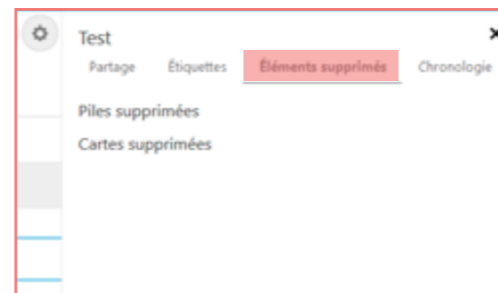 Test
Partage Étiquettes Éléments supprimés Chronologie
Piles supprimées
Cartes supprimées